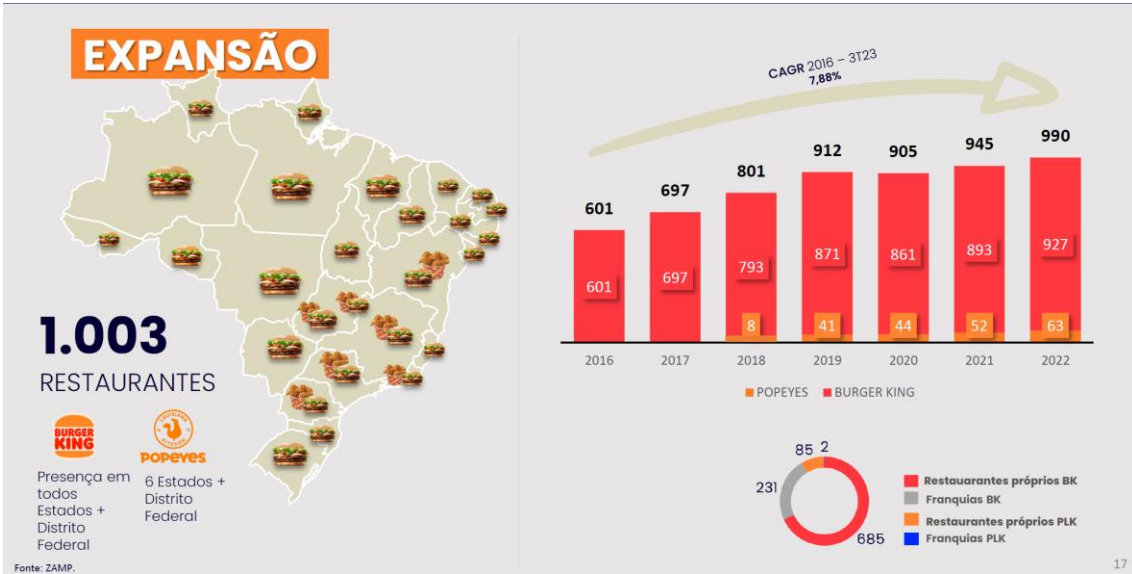 EXPANSÃO
1.003
RESTAURANTES
BURGER
KING
Presença em
todos
Estados +
Distrito
Federal
LOUISIANA
KITCHEN
POPEYES
6 Estados +
Distrito
Federal
Fonte: ZAMP.
CAGR 2016 – 3T23
7,88%
601 697 801 912 905 945 990
601 697 793 871 861 893 927
8 41 44 52 63
2016 2017 2018 2019 2020 2021 2022
POPEYES BURGER KING
85 2
231
685
Restauarantes próprios BK
Franquias BK
Restaurantes próprios PLK
Franquias PLK
17